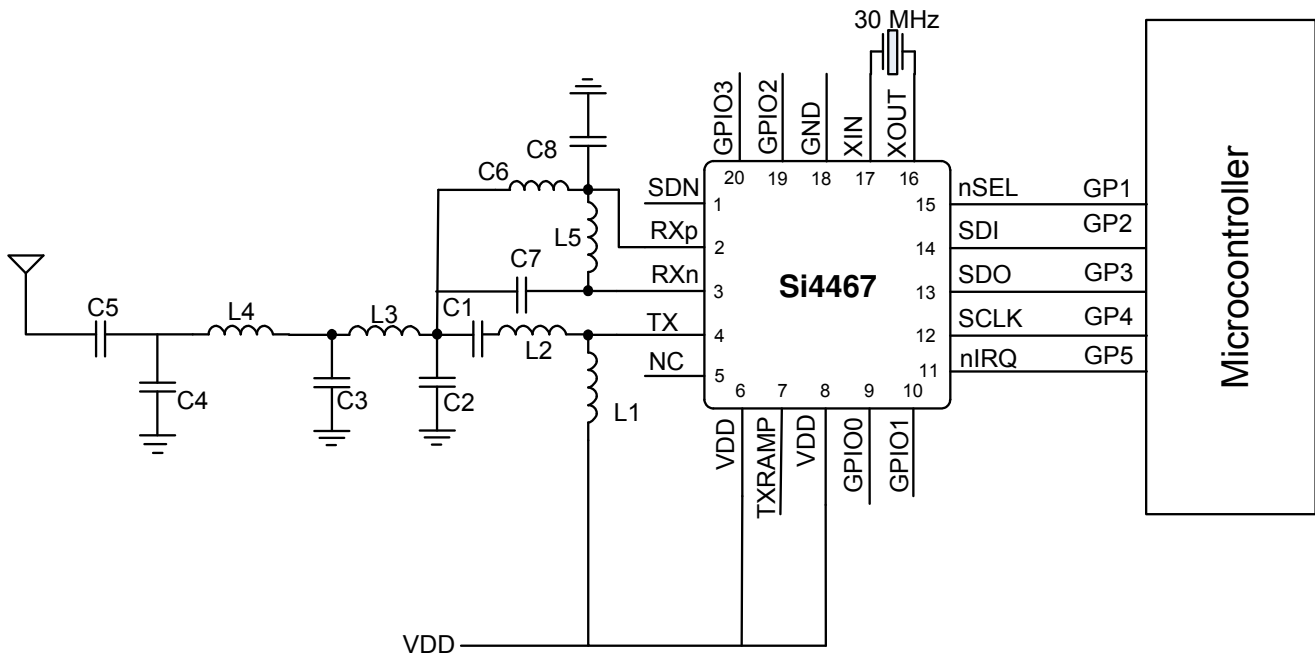 30 MHz
GPIO3
GPIO2
GND
XIN
XOUT
C8
C6
20
19
18
17
16
SDN
1
nSEL
15
GP1
RXp
2
L5
SDI
14
GP2
C7
RXn
3
Si4467
SDO
13
GP3
Microcontroller
C5
L4
L3
C1
L2
TX
4
SCLK
12
GP4
NC
5
nIRQ
11
GP5
C4
C3
C2
L1
6
7
8
9
10
VDD
TXRAMP
VDD
GPIO0
GPIO1
VDD